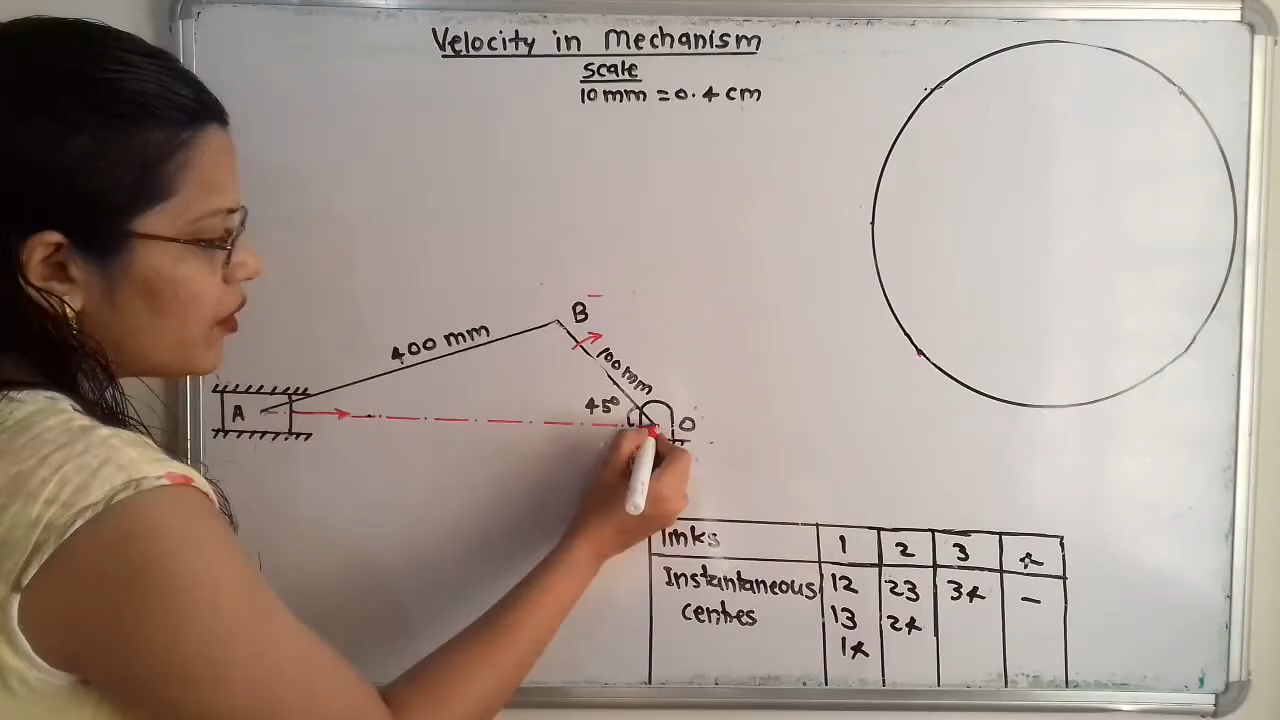 Velocity in Mechanism
Scale
10 mm = 0.4 cm
B
400 mm
100 mm
45°
A
O
links 1 2 3 4
Instantaneous 12 23 34 -
centres 13 24
14